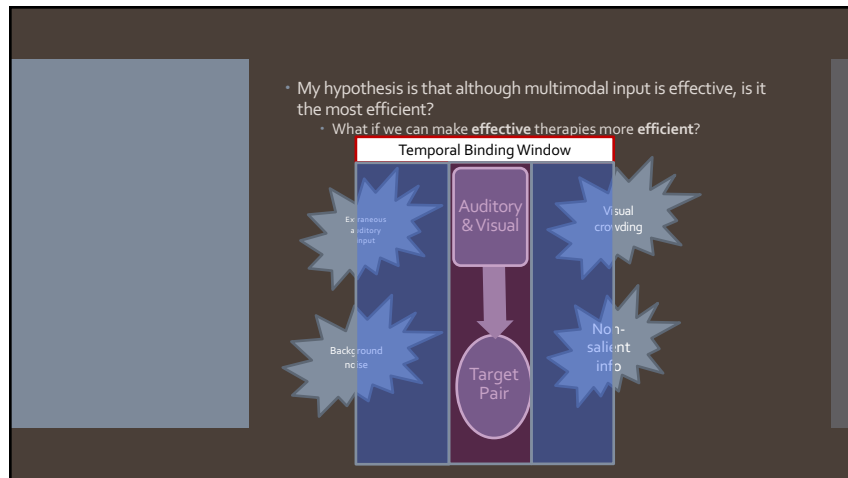 • My hypothesis is that although multimodal input is effective, is it
the most efficient?
• What if we can make effective therapies more efficient?
Temporal Binding Window
Extraneous
auditory
input
Auditory
& Visual
Visual
crowding
Background
noise
Target
Pair
Non-
salient
info